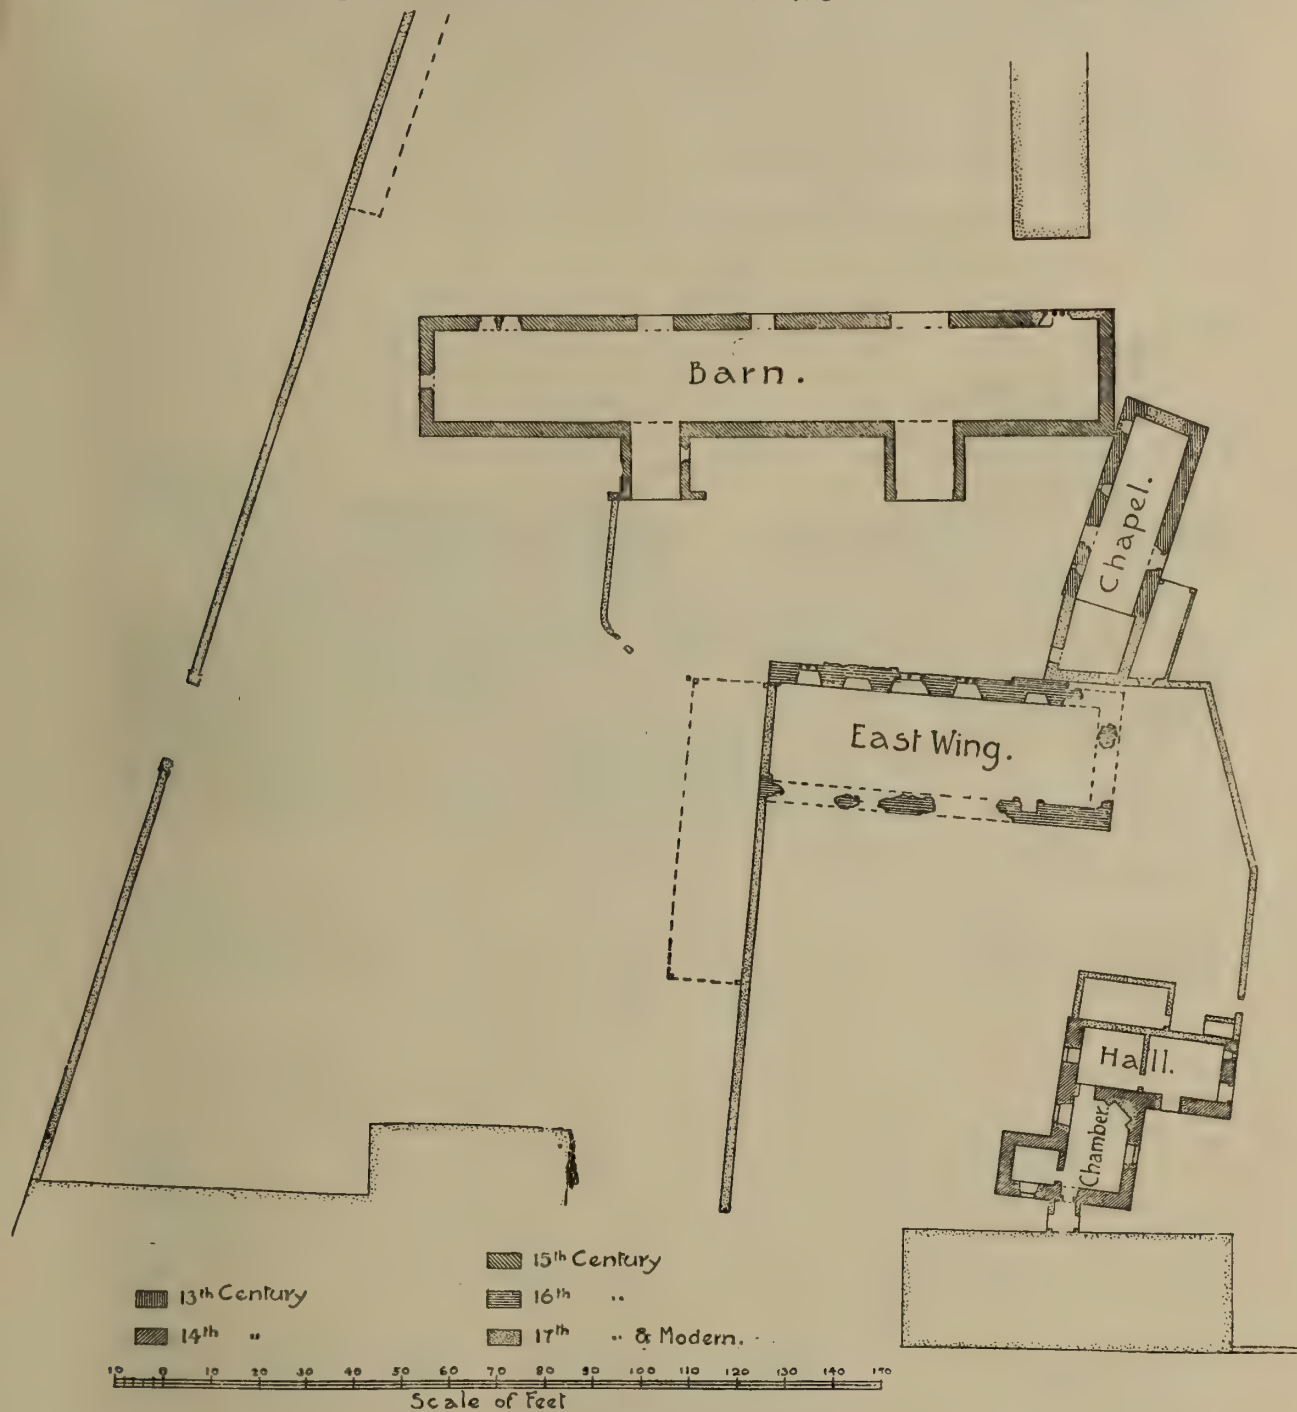 Barn.
Chapel.
East Wing.
Hall.
Chamber.
13th Century
14th "
15th Century
16th "
17th " & Modern.
10 0 10 20 30 40 50 60 70 80 90 100 110 120 130 140 150 170
Scale of Feet